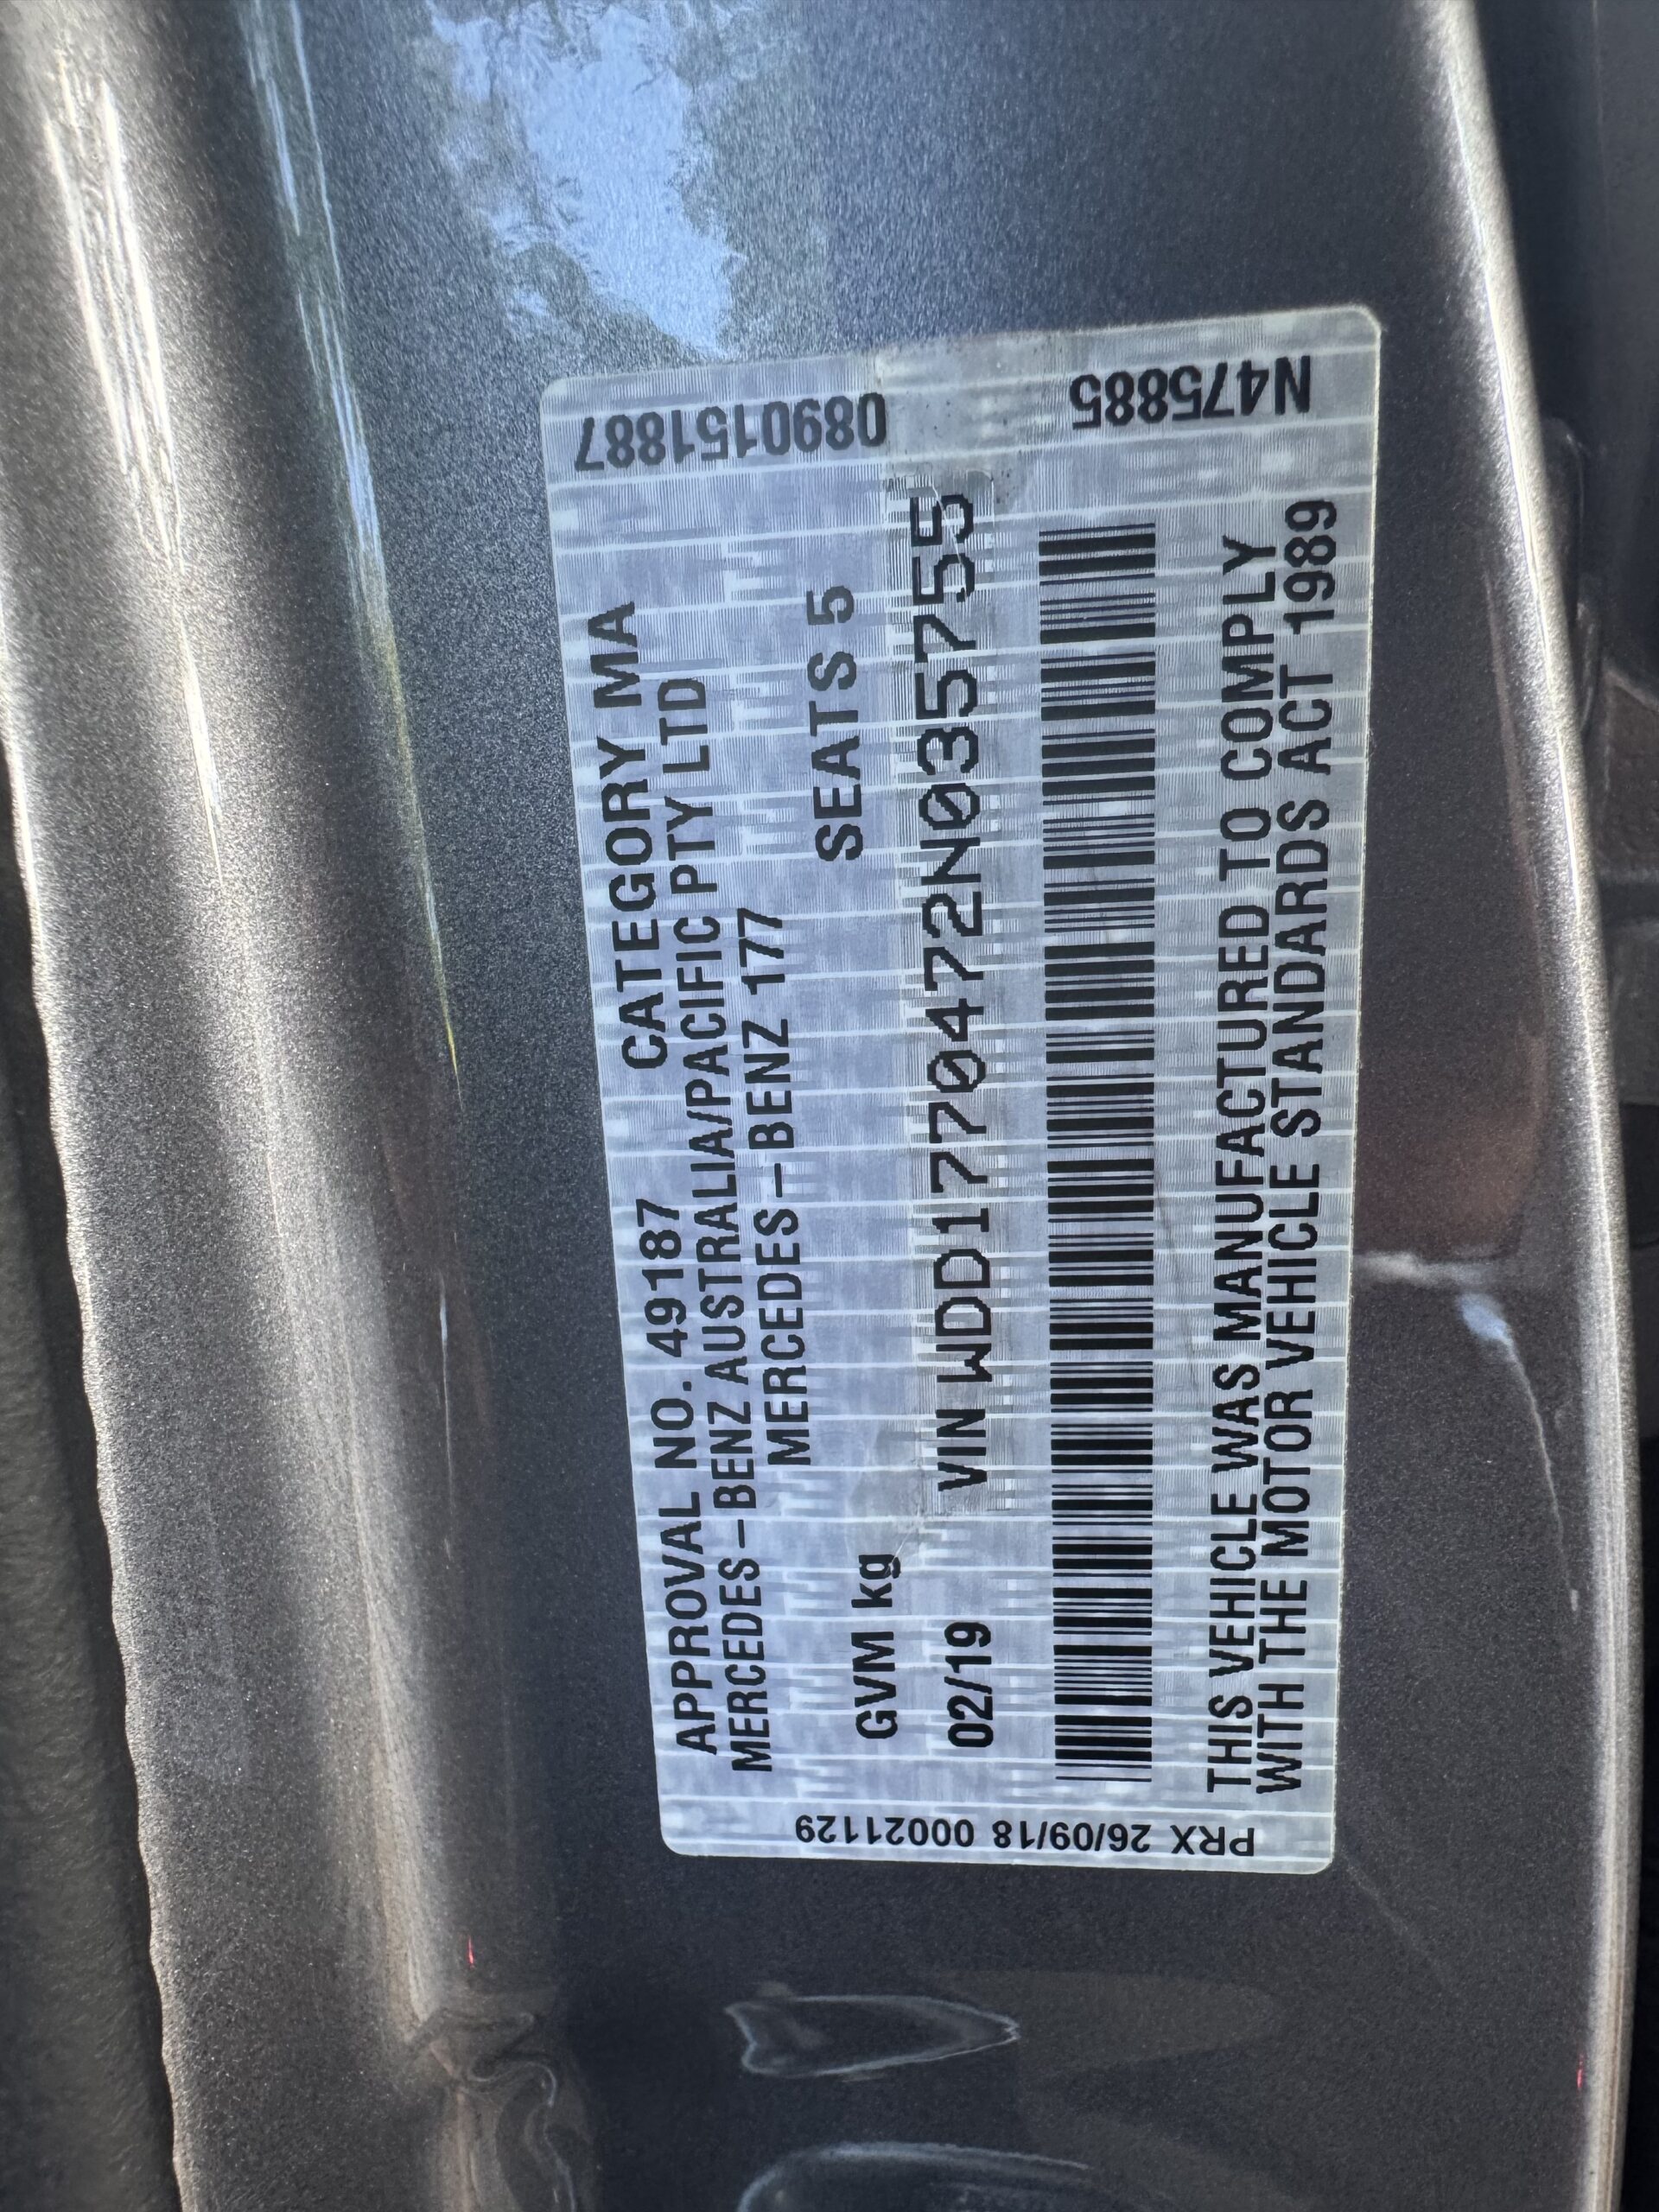 APPROVAL NO. 49187 CATEGORY MA
MERCEDES-BENZ AUSTRALIA/PACIFIC PTY LTD
MERCEDES-BENZ 177
GVM kg SEATS 5
02/19 VIN WDD1770472N035755
THIS VEHICLE WAS MANUFACTURED TO COMPLY
WITH THE MOTOR VEHICLE STANDARDS ACT 1989
PRX 26/09/18 00021129
N475885 0890151887